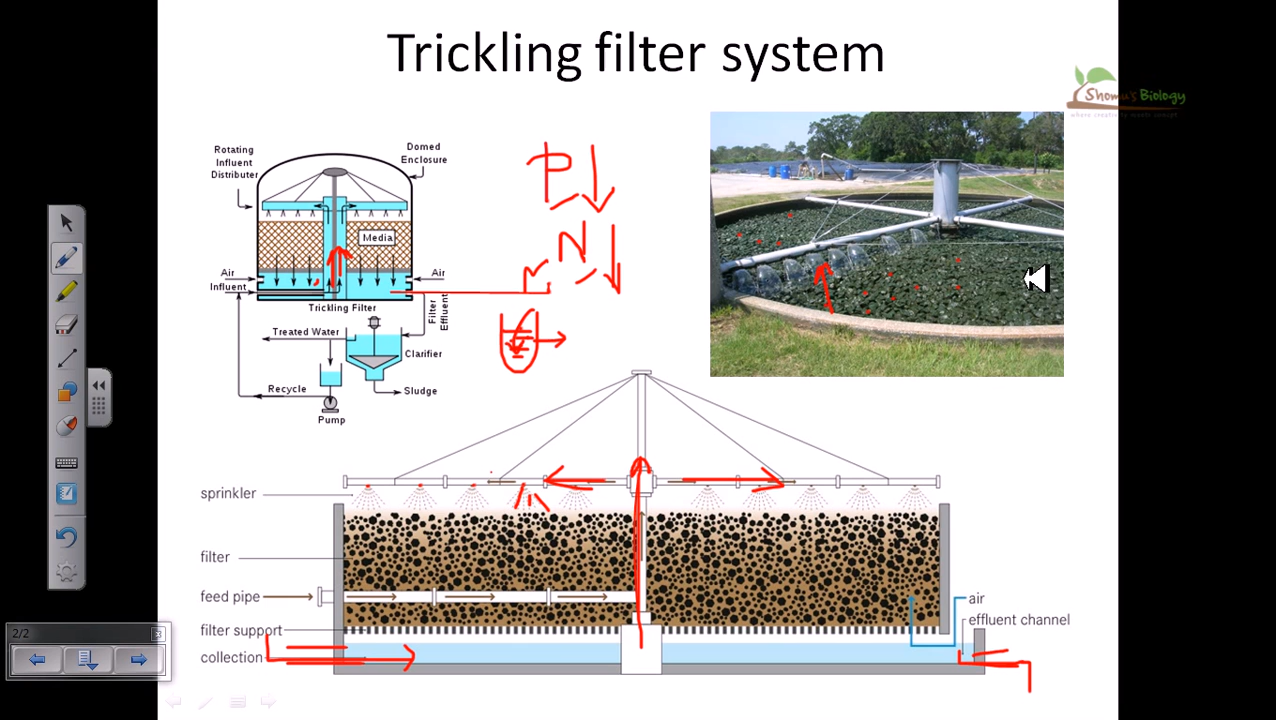 Trickling filter system
Shomu's Biology
Rotating
Influent
Distributer
Domed
Enclosure
P
N
Media
Air
Air
Influent
Trickling Filter
Filter
Effluent
Treated Water
Clarifier
Recycle
Sludge
Pump
sprinkler
filter
feed pipe
air
effluent channel
filter support
collection
2/2